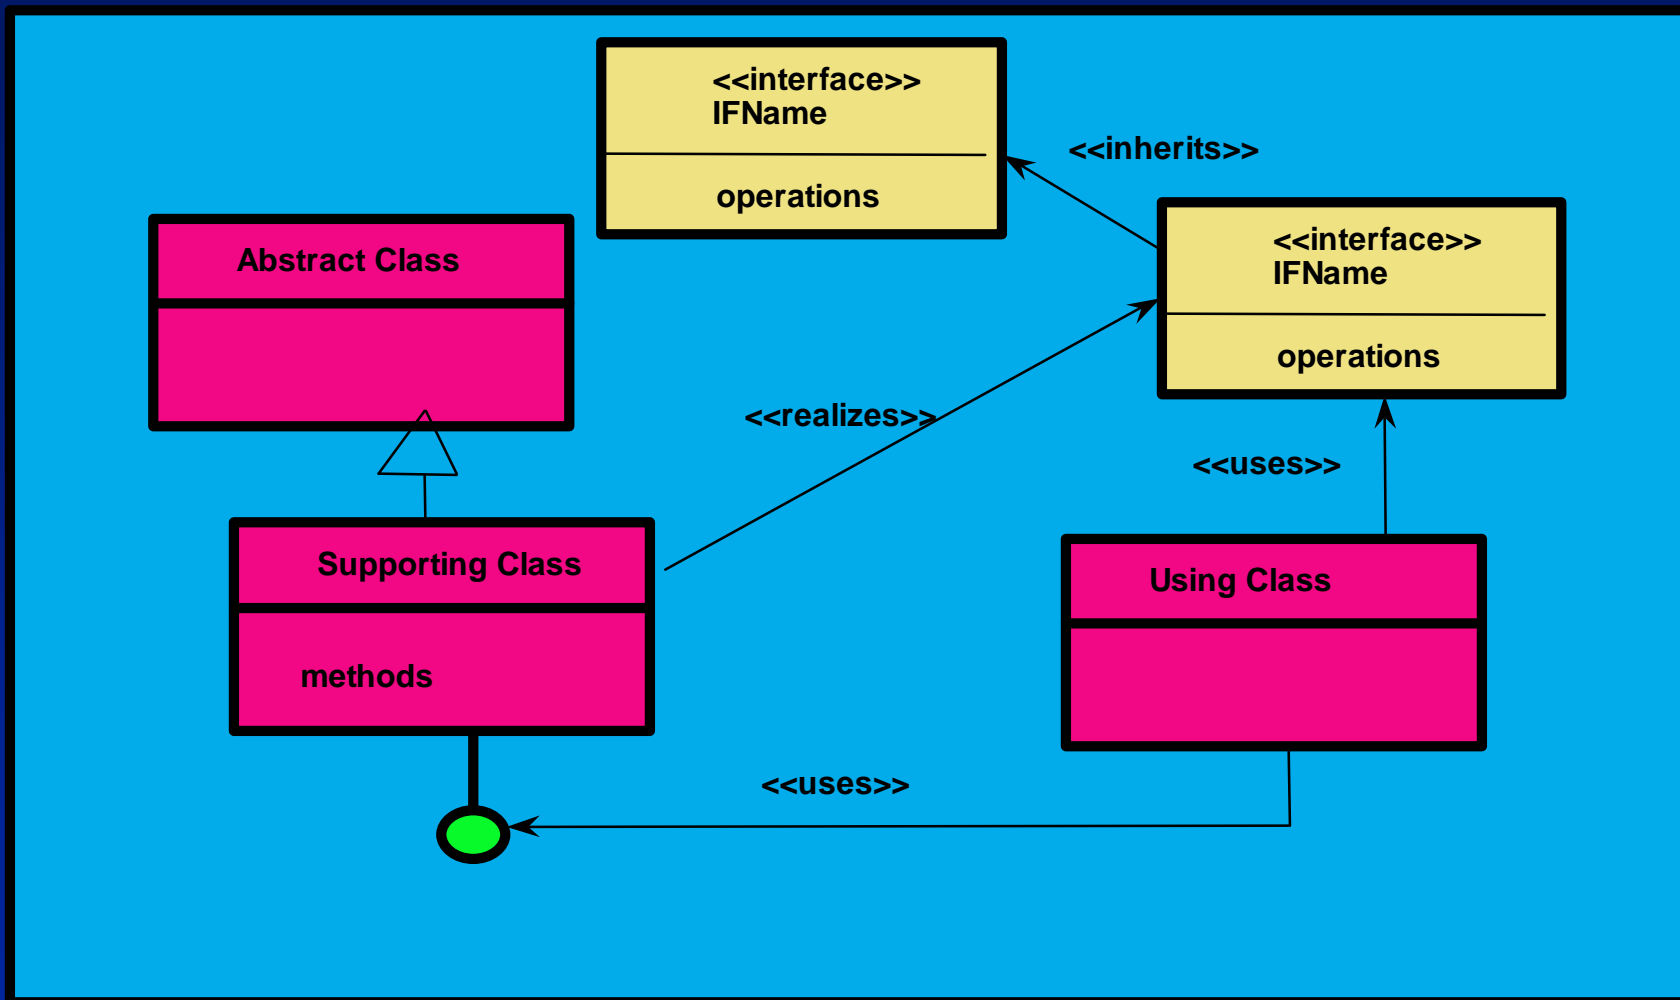 <<interface>>
IFName
operations
<<inherits>>
<<interface>>
IFName
operations
Abstract Class
<<realizes>>
<<uses>>
Supporting Class
methods
Using Class
<<uses>>